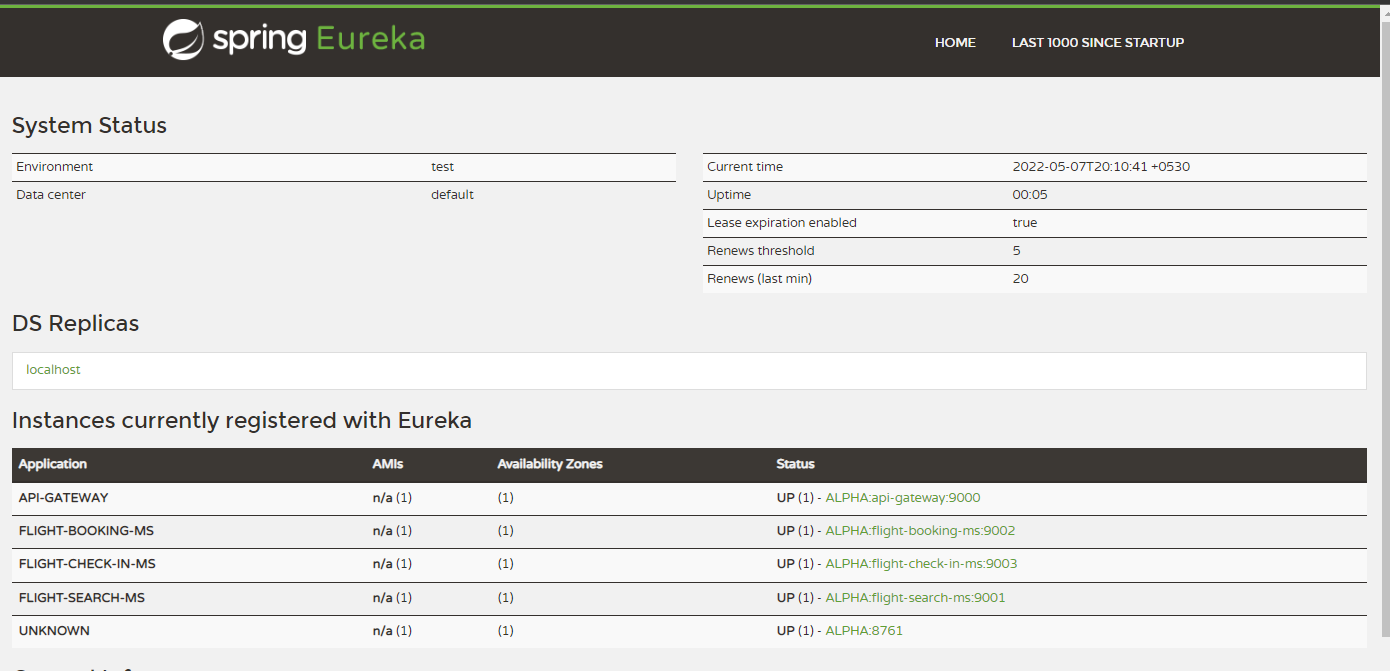 spring Eureka
HOME LAST 1000 SINCE STARTUP
System Status
Environment test
Data center default
Current time 2022-05-07T20:10:41 +0530
Uptime 00:05
Lease expiration enabled true
Renews threshold 5
Renews (last min) 20
DS Replicas
localhost
Instances currently registered with Eureka
Application AMIs Availability Zones Status
API-GATEWAY n/a (1) (1) UP (1) - ALPHA:api-gateway:9000
FLIGHT-BOOKING-MS n/a (1) (1) UP (1) - ALPHA:flight-booking-ms:9002
FLIGHT-CHECK-IN-MS n/a (1) (1) UP (1) - ALPHA:flight-check-in-ms:9003
FLIGHT-SEARCH-MS n/a (1) (1) UP (1) - ALPHA:flight-search-ms:9001
UNKNOWN n/a (1) (1) UP (1) - ALPHA:8761